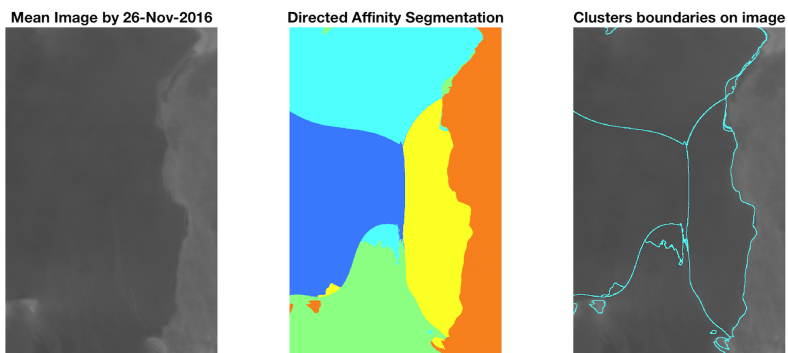 Mean Image by 26-Nov-2016
Directed Affinity Segmentation
Clusters boundaries on image